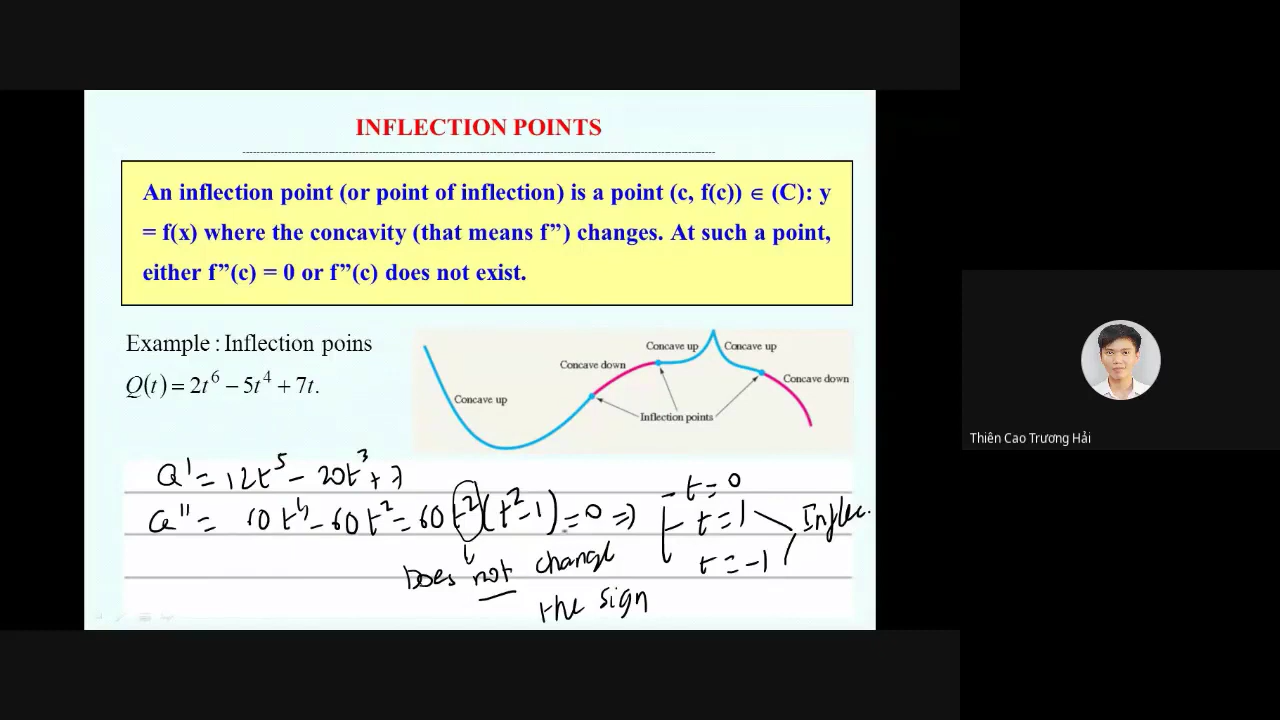 INFLECTION POINTS
An inflection point (or point of inflection) is a point (c, f(c)) ∈ (C): y
= f(x) where the concavity (that means f”) changes. At such a point,
either f”(c) = 0 or f”(c) does not exist.
Example : Inflection poins
Q(t) = 2t⁶ − 5t⁴ + 7t.
Concave up
Concave down
Concave up
Concave up
Concave down
Inflection points
Q' = 12t⁵ − 20t³ + 7
Q'' = 60t⁴ − 60t² = 60t²(t² − 1) = 0 ⇒
t = 0
t = 1
t = −1
Inflec.
Does not change
the sign
Thiên Cao Trương Hải